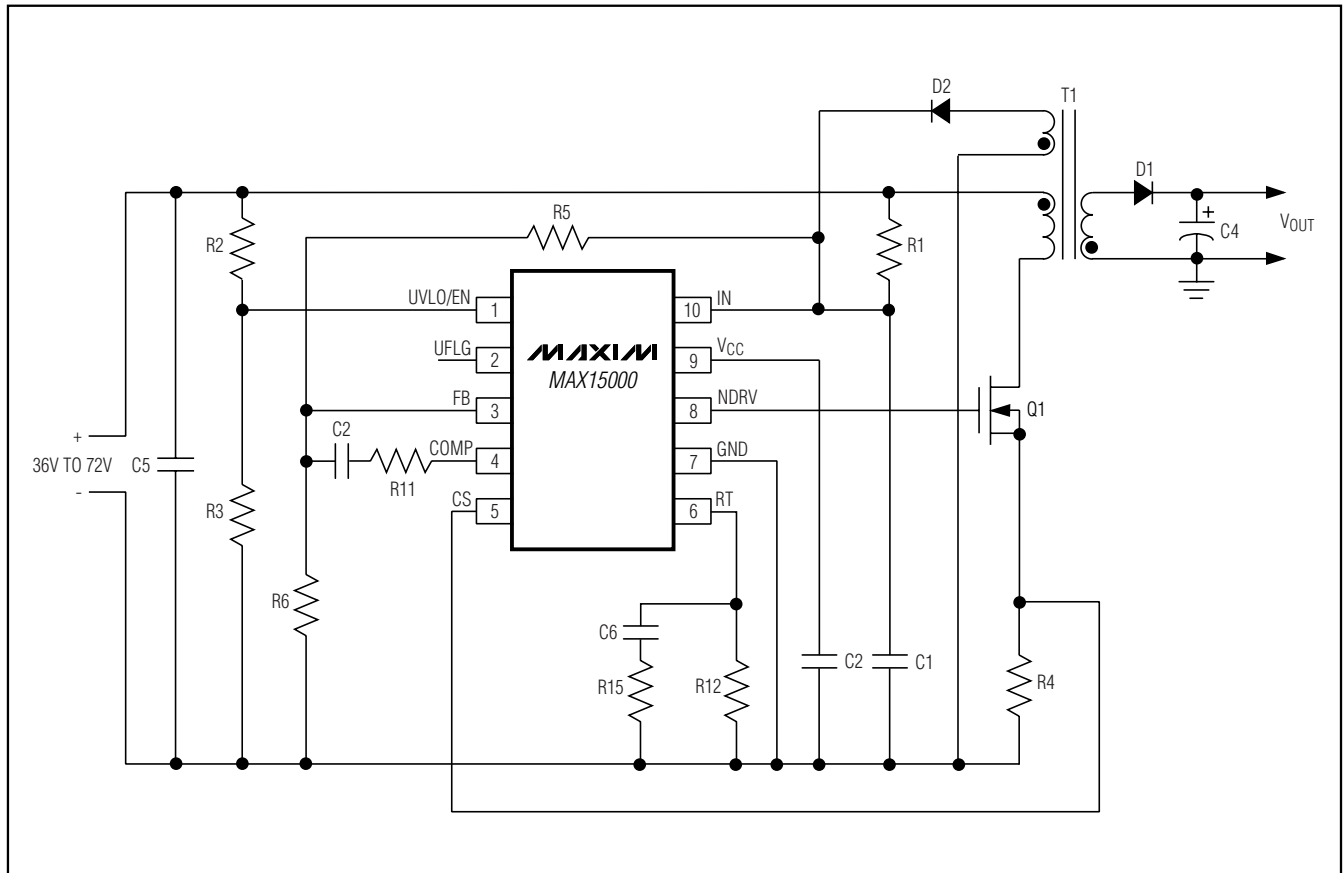 D2
T1
D1
R5
R2
R1
+
C4
VOUT
UVLO/EN
1
10
IN
UFLG
2
MAXIM
9
VCC
MAX15000
FB
3
8
NDRV
Q1
+
36V TO 72V
C5
C2
COMP
4
7
GND
-
R11
R3
CS
5
6
RT
R6
C6
C2
C1
R4
R15
R12